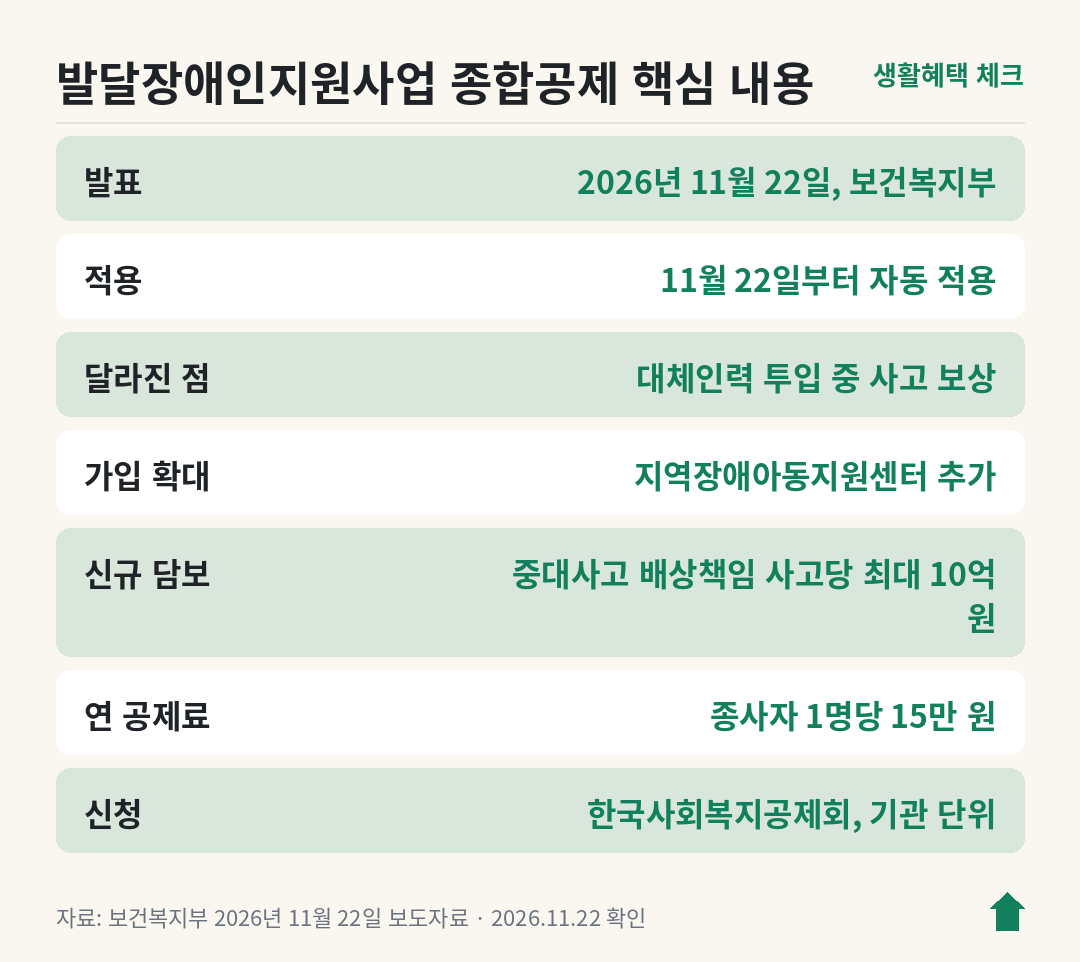 발달장애인지원사업 종합공제 핵심 내용
생활혜택 체크
발표
2026년 11월 22일, 보건복지부
적용
11월 22일부터 자동 적용
달라진 점
대체인력 투입 중 사고 보상
가입 확대
지역장애아동지원센터 추가
신규 담보
중대사고 배상책임 사고당 최대 10억
원
연 공제료
종사자 1명당 15만 원
신청
한국사회복지공제회, 기관 단위
자료: 보건복지부 2026년 11월 22일 보도자료 · 2026.11.22 확인